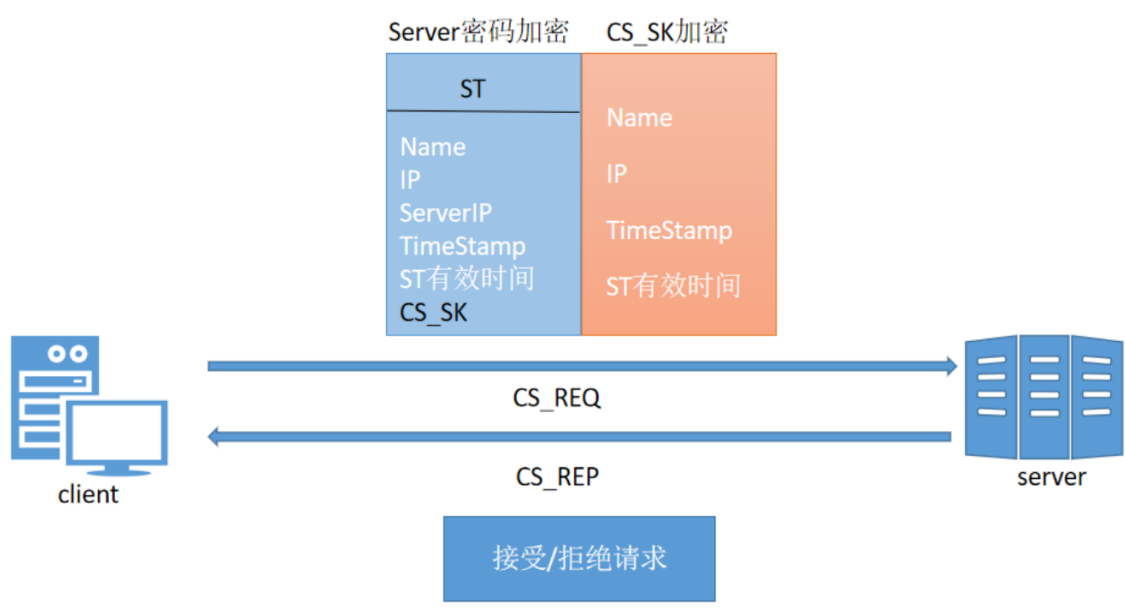 Server密码加密
CS_SK加密
ST
Name
IP
ServerIP
TimeStamp
ST有效时间
CS_SK
Name
IP
TimeStamp
ST有效时间
CS_REQ
CS_REP
client
server
接受/拒绝请求